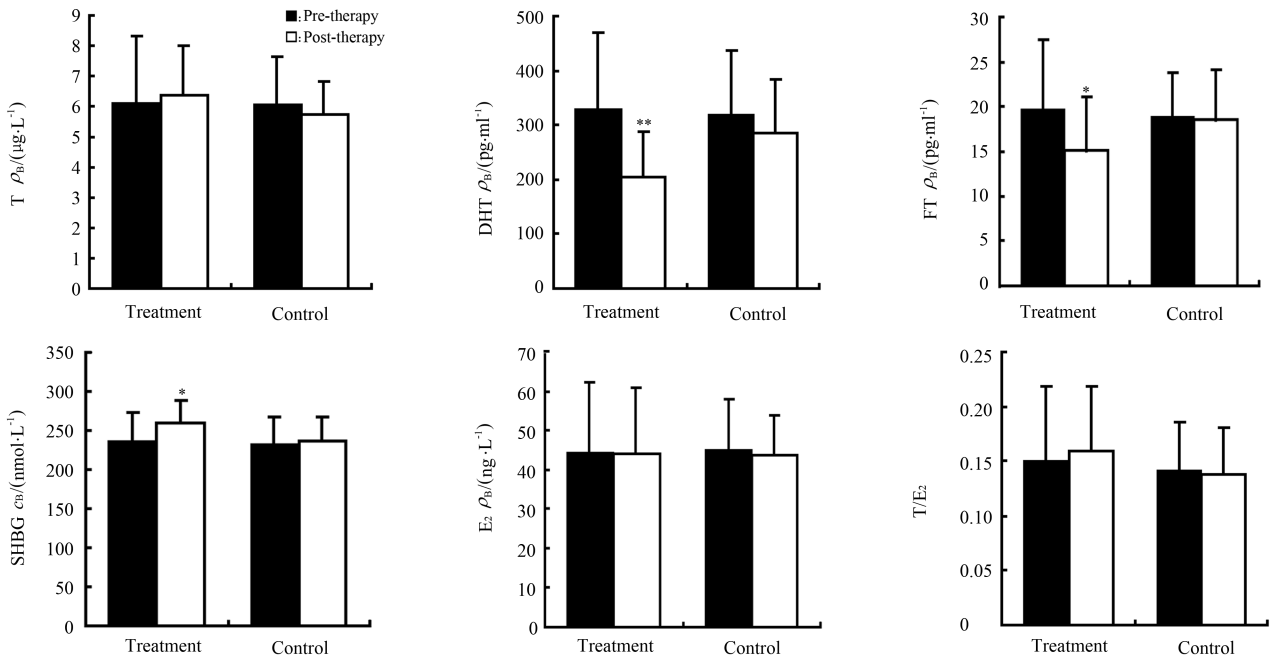 ■:Pre-therapy
□:Post-therapy
T ρB/(μg·L⁻¹)
9
8
7
6
5
4
3
2
1
0
Treatment
Control
DHT ρB/(pg·ml⁻¹)
500
400
300
200
100
0
**
Treatment
Control
FT ρB/(pg·ml⁻¹)
30
25
20
15
10
5
0
*
Treatment
Control
SHBG cB/(nmol·L⁻¹)
350
300
250
200
150
100
50
0
*
Treatment
Control
E₂ ρB/(ng·L⁻¹)
70
60
50
40
30
20
10
0
Treatment
Control
T/E₂
0.25
0.20
0.15
0.10
0.05
0
Treatment
Control